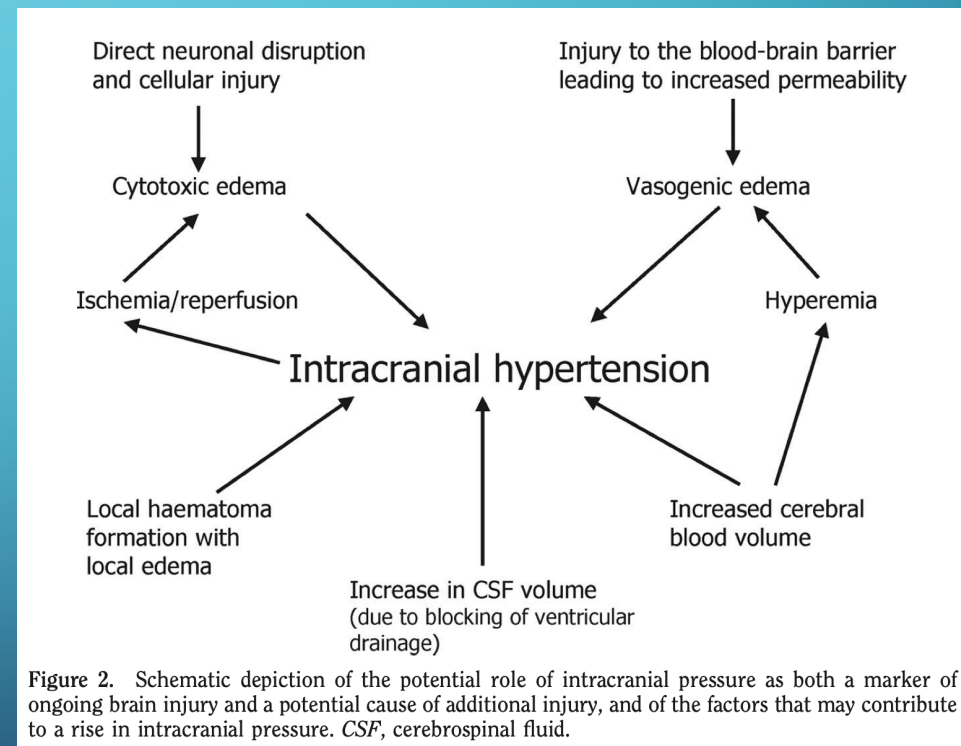 Direct neuronal disruption
and cellular injury
Injury to the blood-brain barrier
leading to increased permeability
Cytotoxic edema
Vasogenic edema
Ischemia/reperfusion
Hyperemia
Intracranial hypertension
Local haematoma
formation with
local edema
Increased cerebral
blood volume
Increase in CSF volume
(due to blocking of ventricular
drainage)
Figure 2. Schematic depiction of the potential role of intracranial pressure as both a marker of
ongoing brain injury and a potential cause of additional injury, and of the factors that may contribute
to a rise in intracranial pressure. CSF, cerebrospinal fluid.